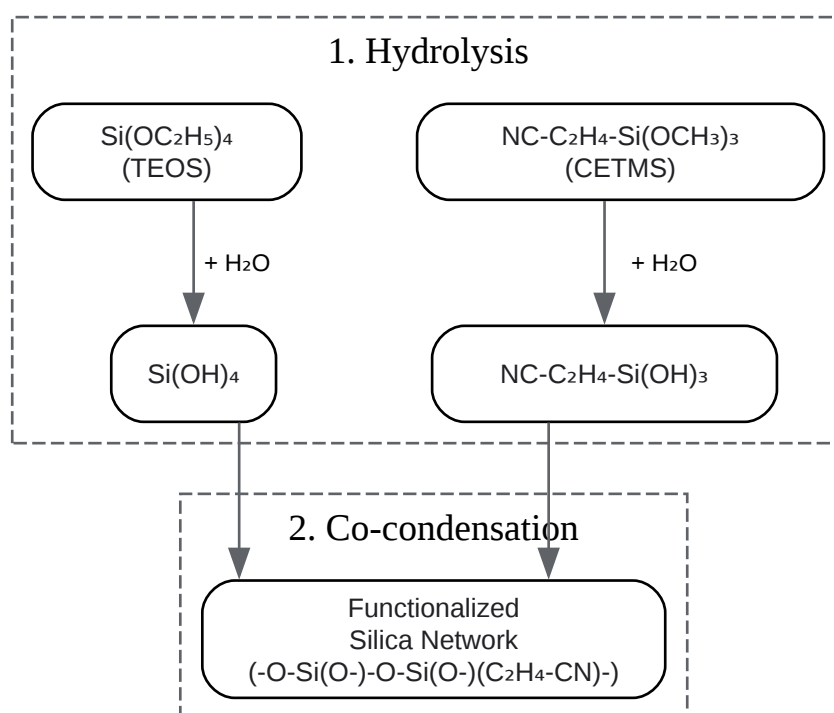 1. Hydrolysis
Si(OC₂H₅)₄
(TEOS)
NC-C₂H₄-Si(OCH₃)₃
(CETMS)
+ H₂O
+ H₂O
Si(OH)₄
NC-C₂H₄-Si(OH)₃
2. Co-condensation
Functionalized
Silica Network
(-O-Si(O-)-O-Si(O-)(C₂H₄-CN)-)